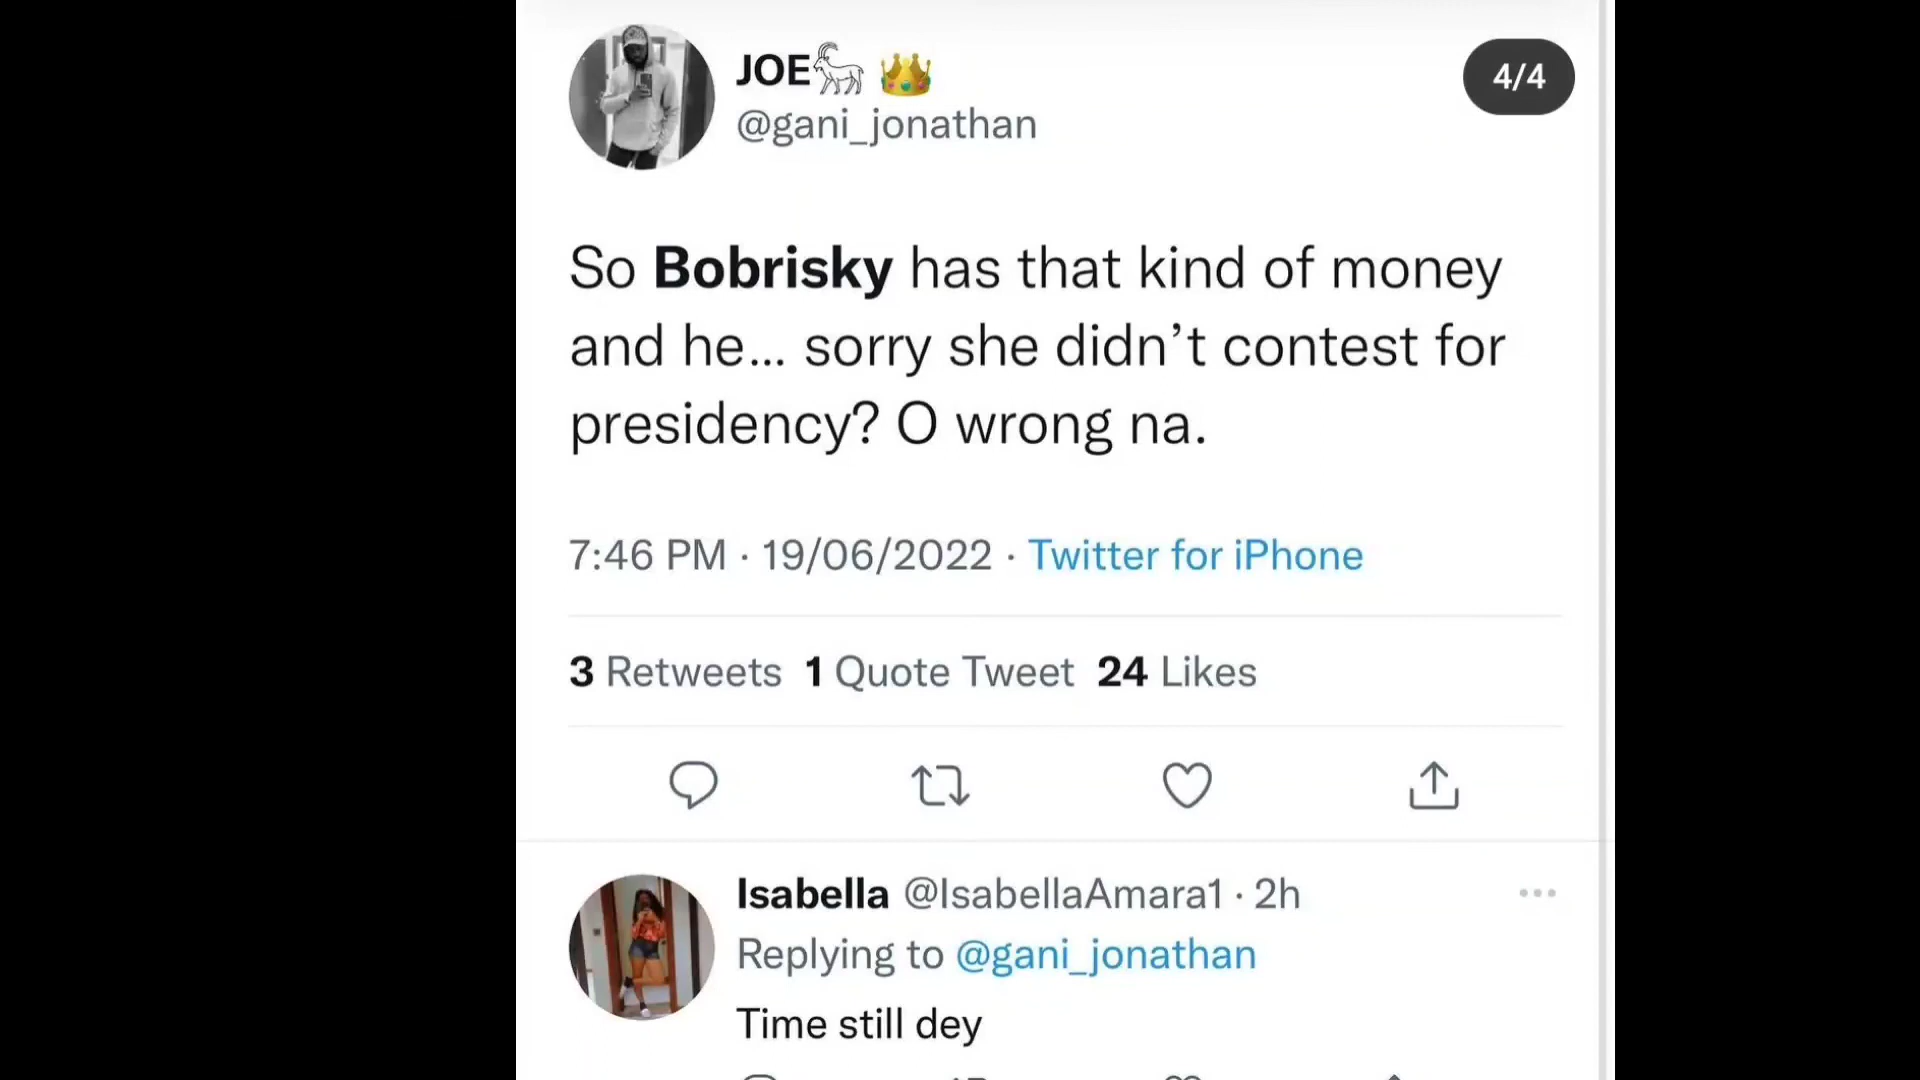 JOE
4/4
@gani_jonathan
So Bobrisky has that kind of money
and he... sorry she didn’t contest for
presidency? O wrong na.
7:46 PM · 19/06/2022 · Twitter for iPhone
3 Retweets 1 Quote Tweet 24 Likes
Isabella @IsabellaAmara1 · 2h
Replying to @gani_jonathan
Time still dey